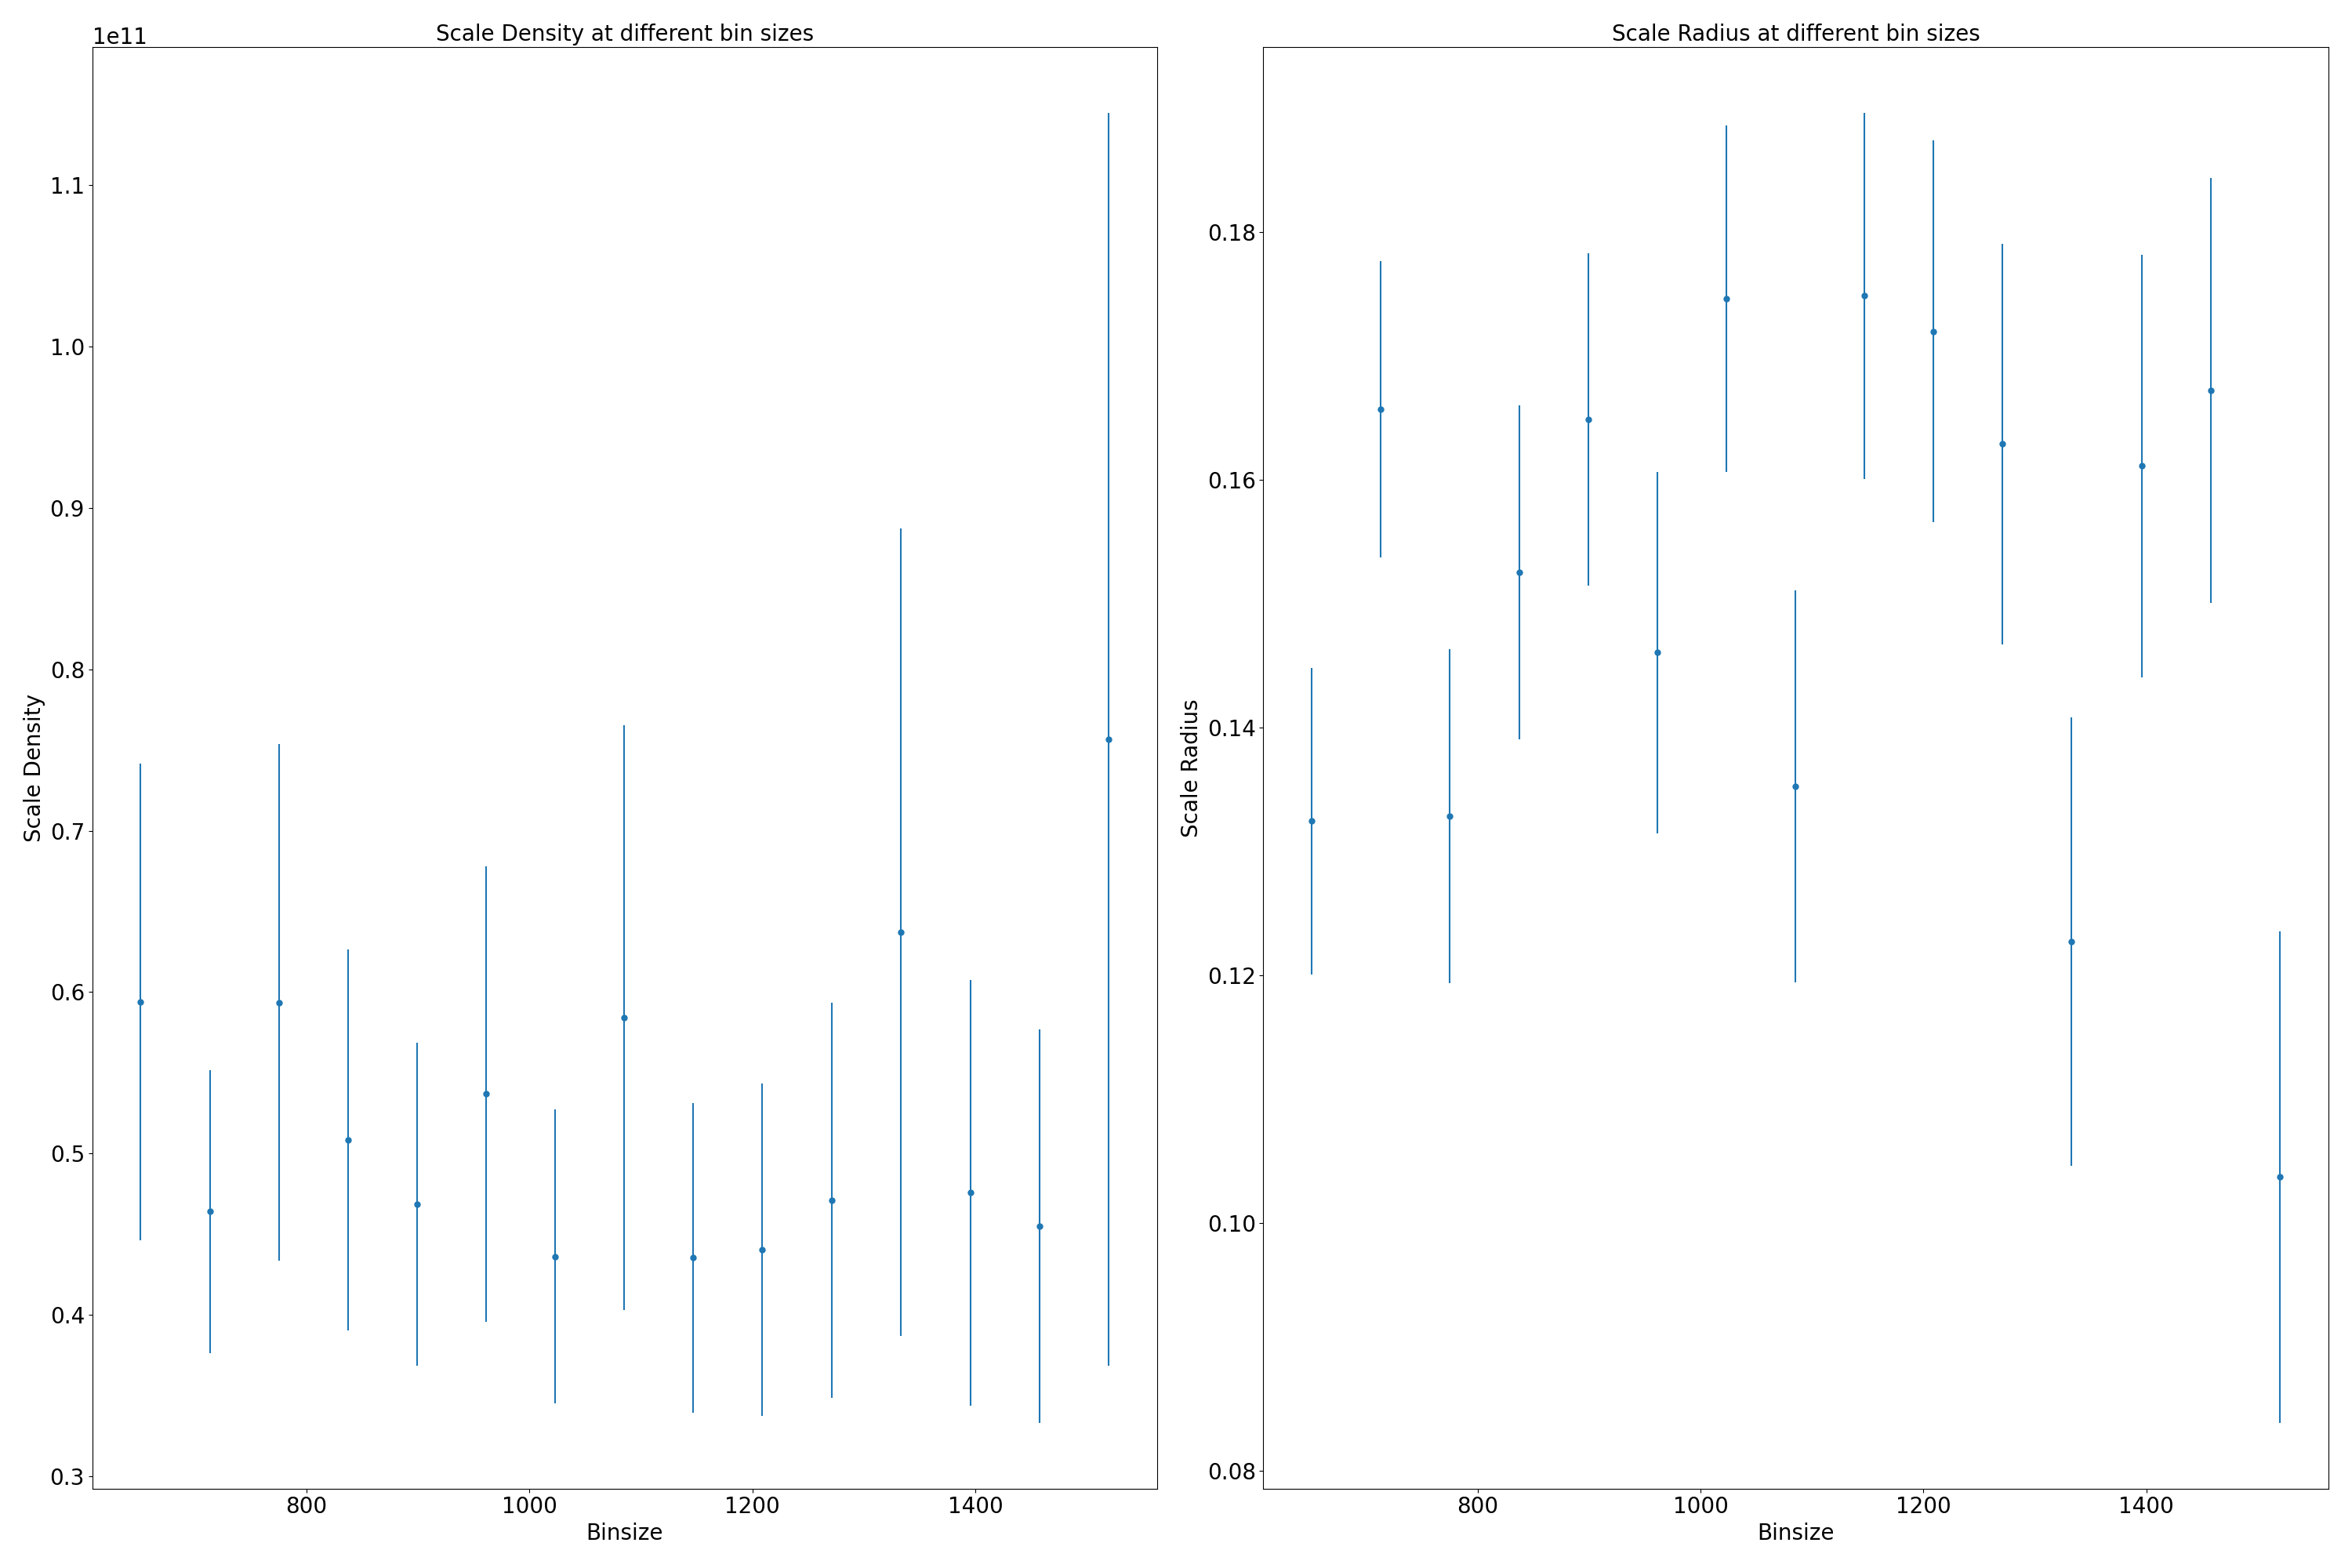 Scale Density at different bin sizes
1e11
1.1
1.0
0.9
0.8
0.7
0.6
0.5
0.4
0.3
Scale Density
800 1000 1200 1400
Binsize
Scale Radius at different bin sizes
0.18
0.16
0.14
0.12
0.10
0.08
Scale Radius
800 1000 1200 1400
Binsize